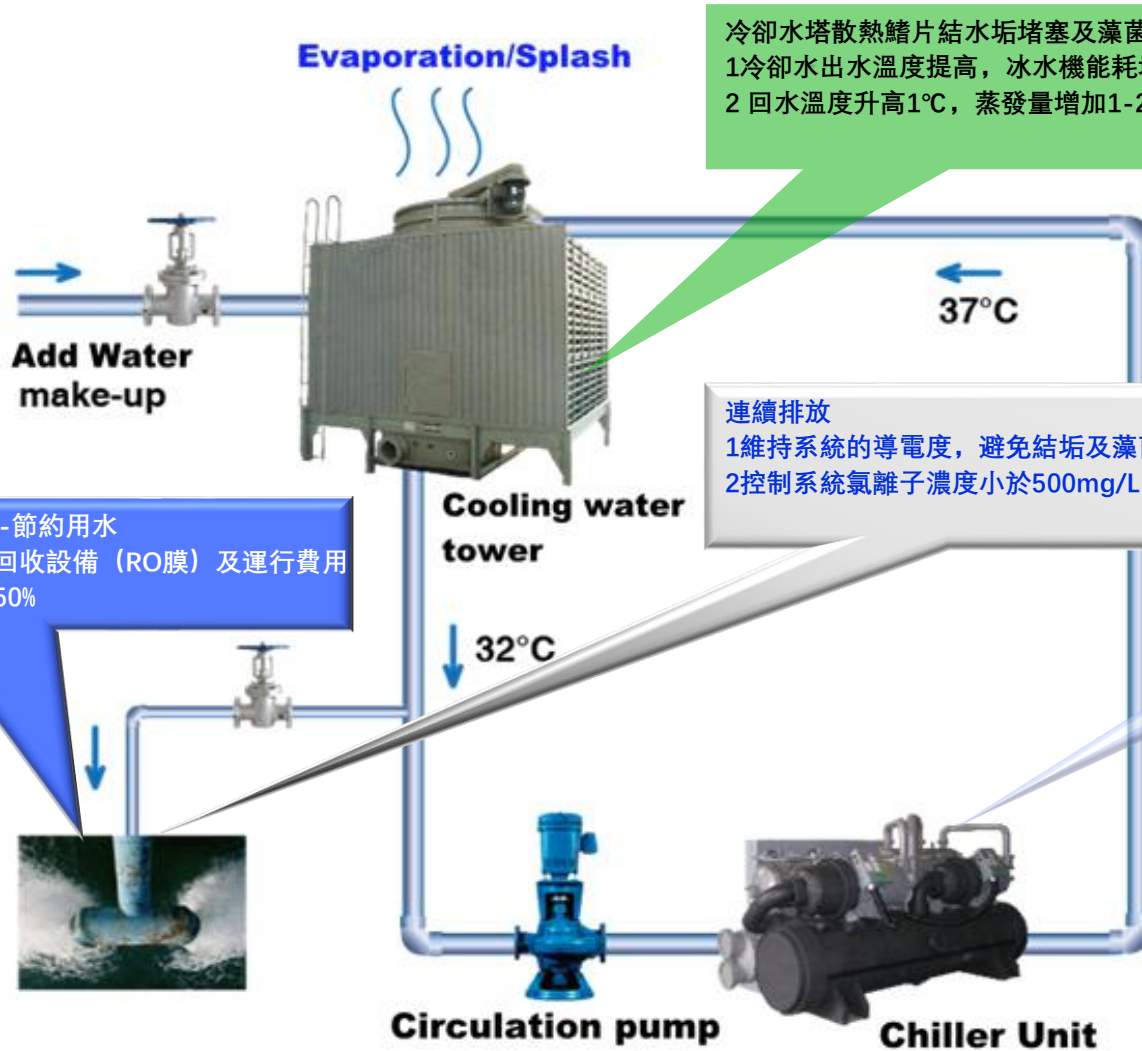 Evaporation/Splash
冷卻水塔散熱鰭片結水垢堵塞及藻菌
1冷卻水出水溫度提高，冰水機能耗
2 回水溫度升高1℃，蒸發量增加1-2
37°C
Add Water
make-up
連續排放
1維持系統的導電度，避免結垢及藻
2控制系統氯離子濃度小於500mg/L
Cooling water
tower
-節約用水
回收設備（RO膜）及運行費用
50%
32°C
Circulation pump
Chiller Unit